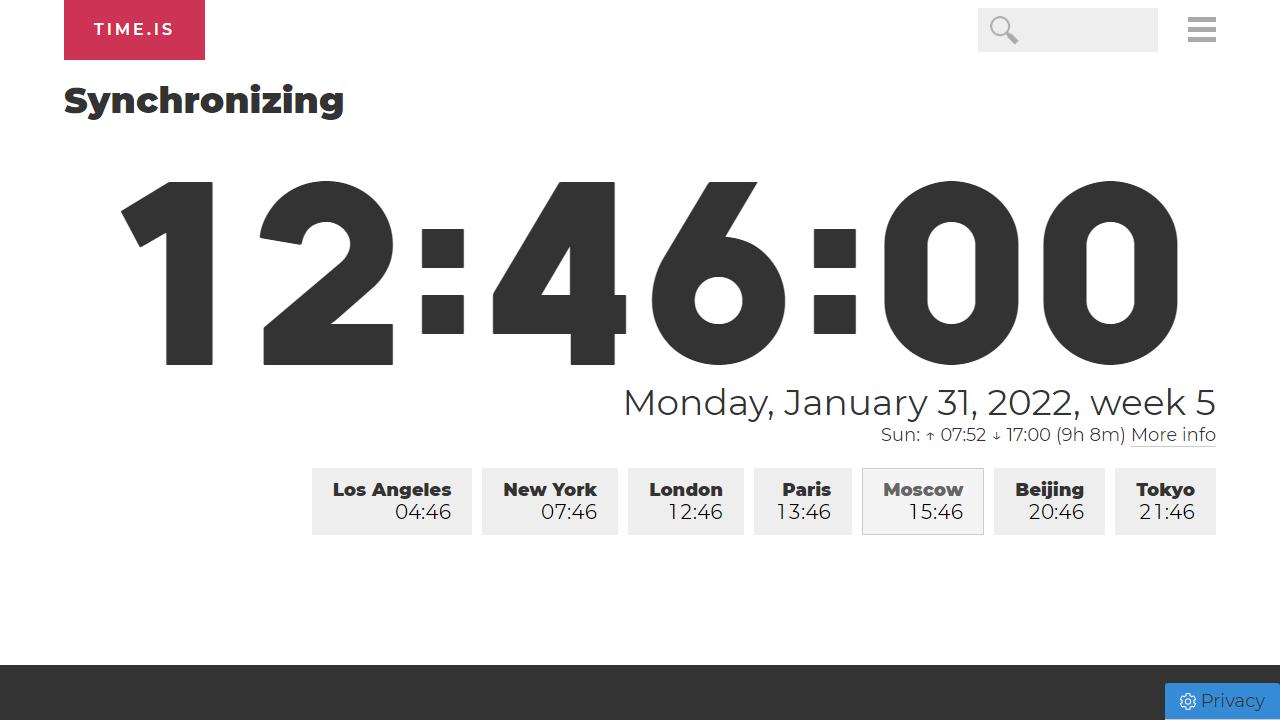 TIME.IS
Synchronizing
12:46:00
Monday, January 31, 2022, week 5
Sun: ↑ 07:52 ↓ 17:00 (9h 8m) More info
Los Angeles
04:46
New York
07:46
London
12:46
Paris
13:46
Moscow
15:46
Beijing
20:46
Tokyo
21:46
Privacy